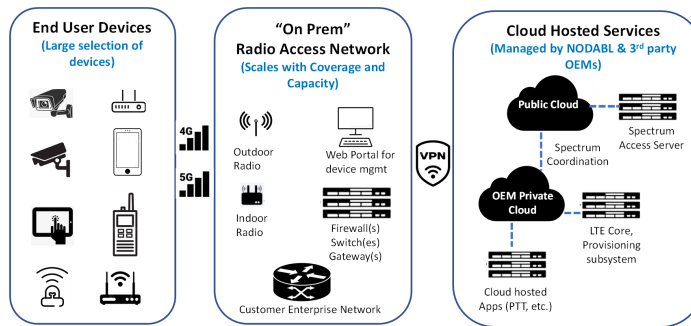 End User Devices
(Large selection of
devices)
4G
5G
“On Prem”
Radio Access Network
(Scales with Coverage and
Capacity)
Outdoor
Radio
Web Portal for
device mgmt
Indoor
Radio
Firewall(s)
Switch(es)
Gateway(s)
Customer Enterprise Network
VPN
Cloud Hosted Services
(Managed by NODABL & 3rd party
OEMs)
Public Cloud
Spectrum
Access Server
Spectrum
Coordination
OEM Private
Cloud
LTE Core,
Provisioning
subsystem
Cloud hosted
Apps (PTT, etc.)